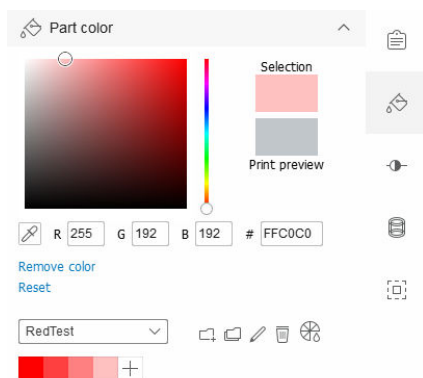 Part color
Selection
Print preview
R 255 G 192 B 192 # FFC0C0
Remove color
Reset
RedTest